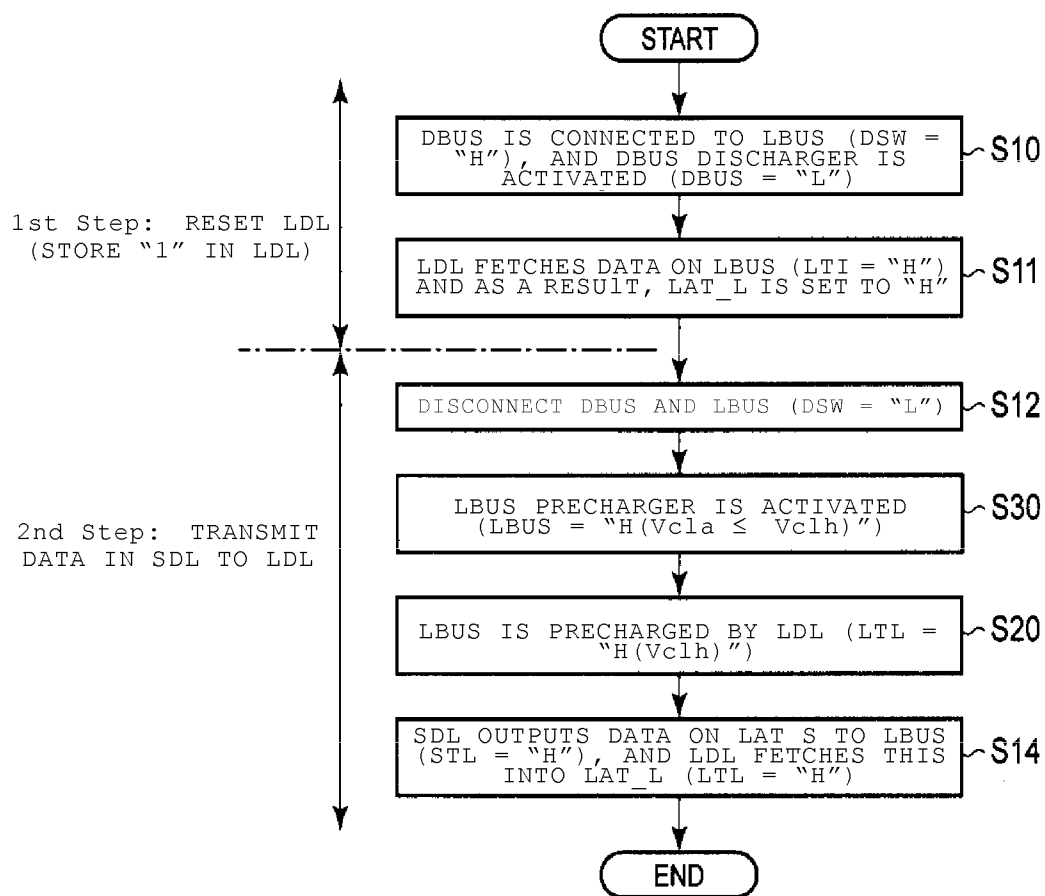 START
DBUS IS CONNECTED TO LBUS (DSW =
"H"), AND DBUS DISCHARGER IS
ACTIVATED (DBUS = "L")
S10
1st Step: RESET LDL
(STORE "1" IN LDL)
LDL FETCHES DATA ON LBUS (LTI = "H")
AND AS A RESUlT, LAT_L IS SET TO "H
S11
DISCONNECT DBUS AND LBUS (DSW = "L")
S12
LBUS PRECHARGER IS ACTIVATED
(LBUS = "H(Vcla ≤ Vclh)")
S30
2nd Step: TRANSMIT
DATA IN SDL TO LDL
LBUS IS PRECHARGED BY LDL (LTL =
"H(Vclh)")
S20
SDL OUTPUTS DATA ON LAT S TO LBUS
(STL = "H"), AND LDL FETCHES THIS
INTO LAT_L (LTL = "H")
S14
END